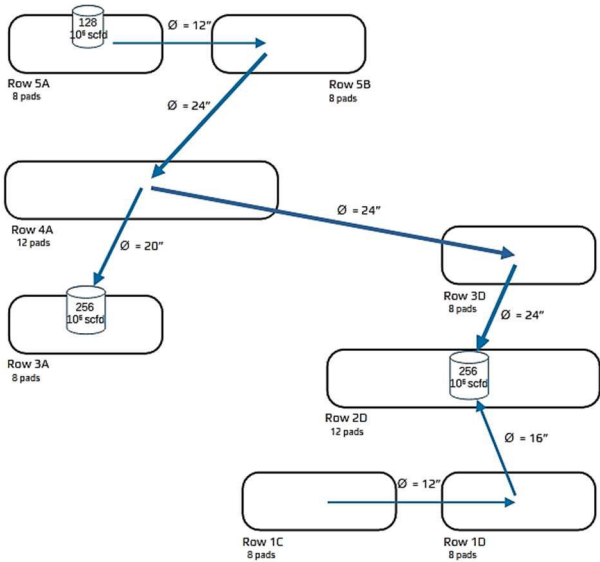 128
10⁶ scfd
Ø = 12"
Row 5A
8 pads
Row 5B
8 pads
Ø = 24"
Row 4A
12 pads
Ø = 24"
Ø = 20"
Row 3D
8 pads
Ø = 24"
256
10⁶ scfd
Row 3A
8 pads
256
10⁶ scfd
Row 2D
12 pads
Ø = 16"
Ø = 12"
Row 1C
8 pads
Row 1D
8 pads